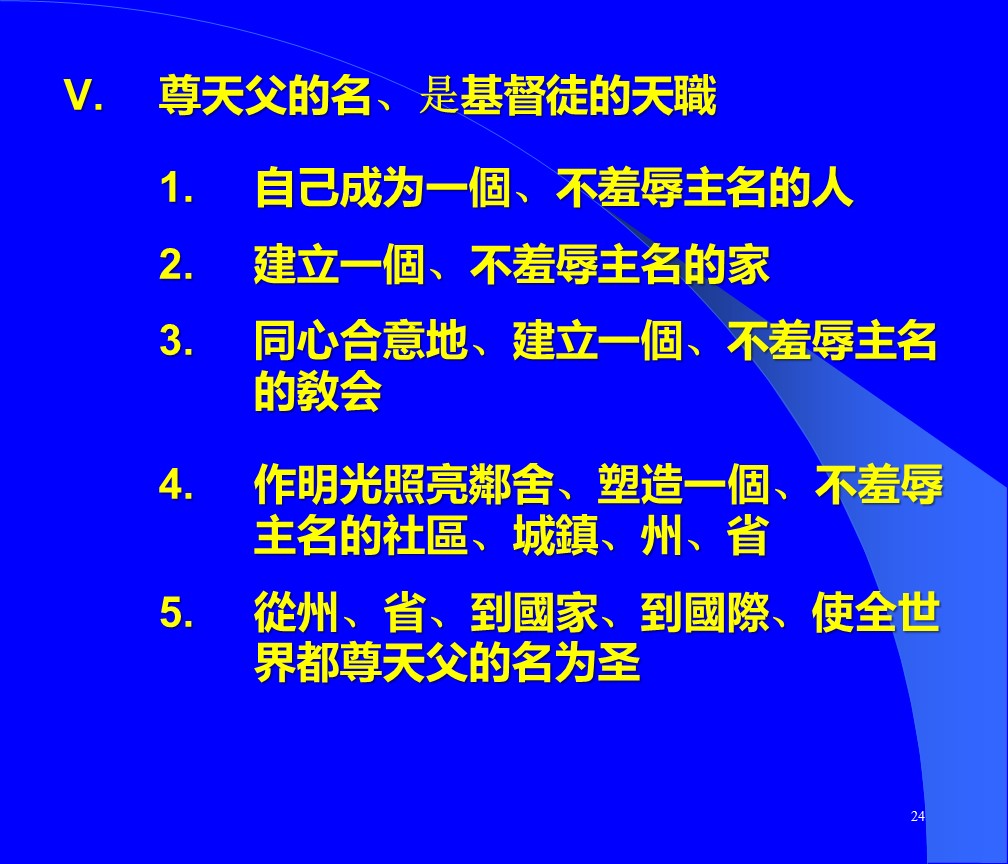 V. 尊天父的名、是基督徒的天職
1. 自己成为一個、不羞辱主名的人
2. 建立一個、不羞辱主名的家
3. 同心合意地、建立一個、不羞辱主名
的教会
4. 作明光照亮鄰舍、塑造一個、不羞辱
主名的社區、城鎮、州、省
5. 從州、省、到國家、到國際、使全世
界都尊天父的名为圣
24